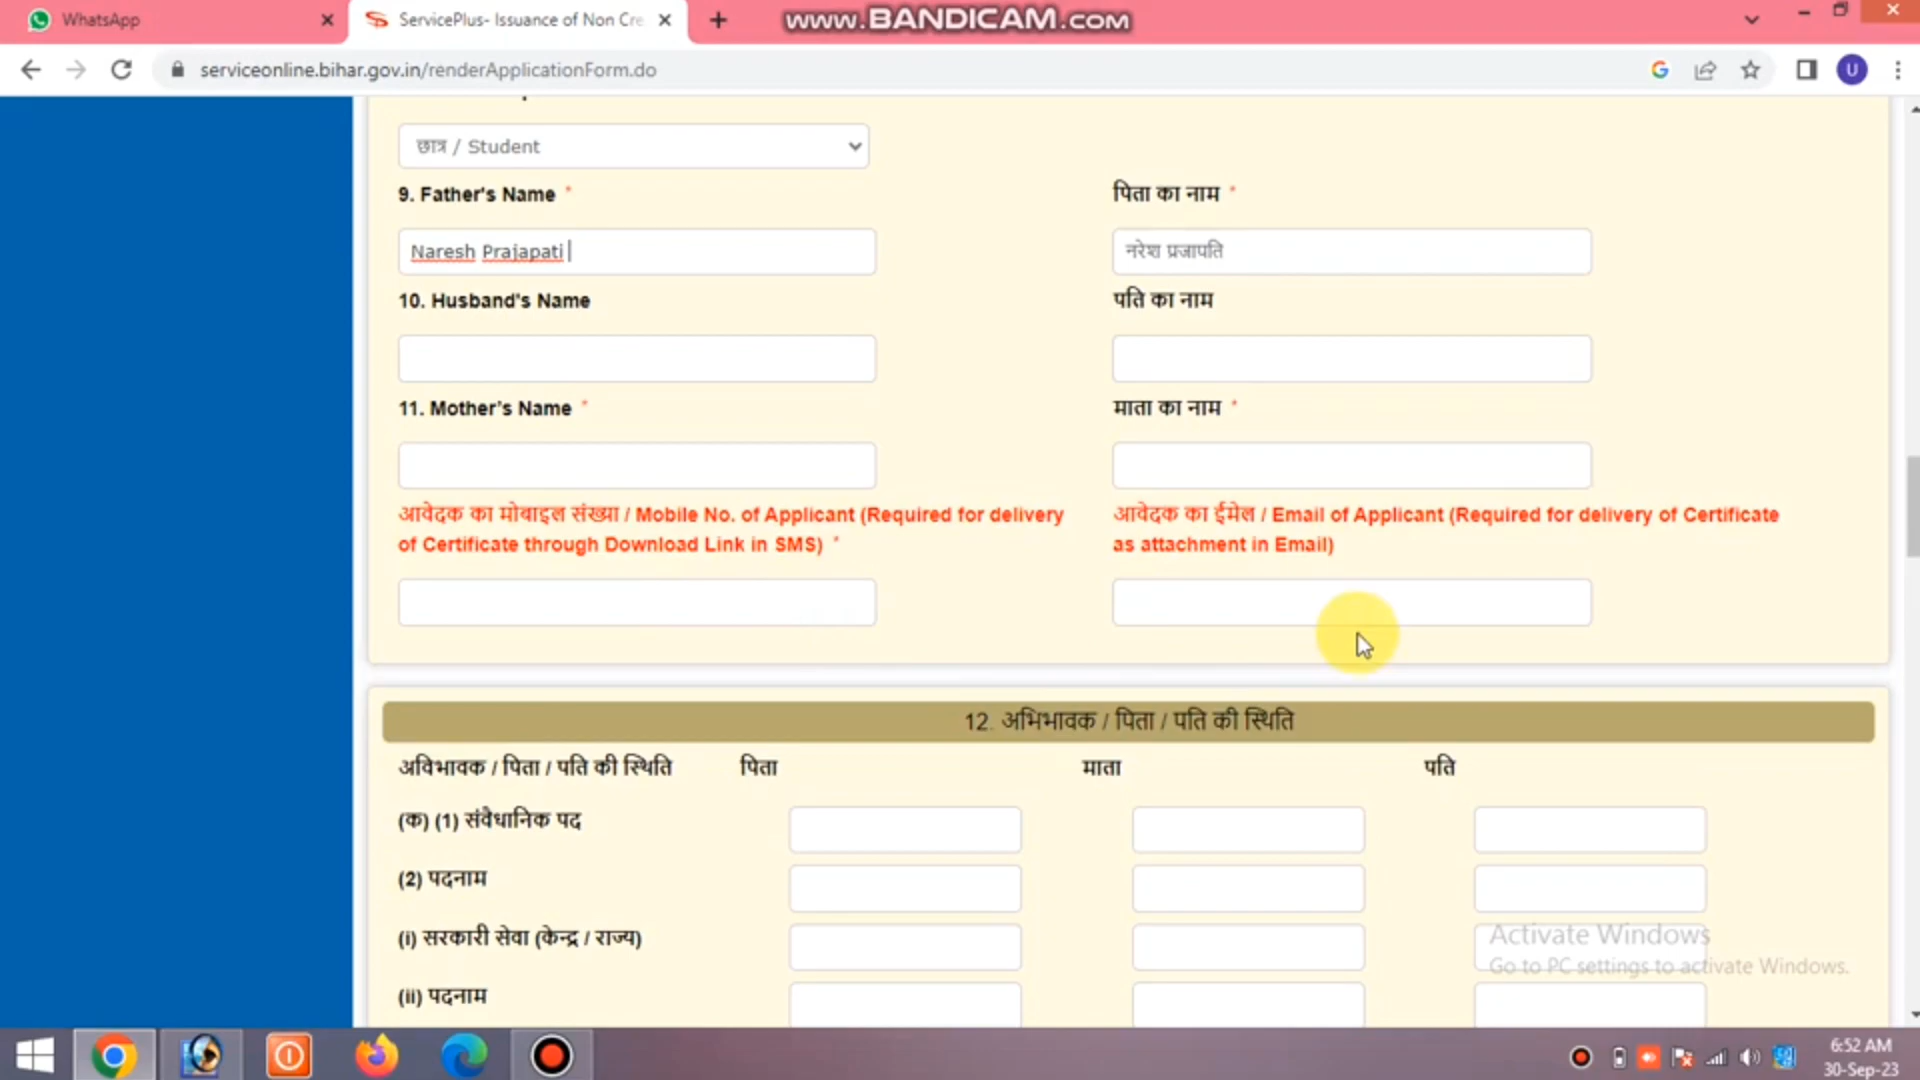 WhatsApp
ServicePlus- Issuance of Non Cre
www.BANDICAM.com
serviceonline.bihar.gov.in/renderApplicationForm.do
U
छात्र / Student
9. Father's Name *
पिता का नाम *
Naresh Prajapati
नरेश प्रजापति
10. Husband's Name
पति का नाम
11. Mother's Name *
माता का नाम *
आवेदक का मोबाइल संख्या / Mobile No. of Applicant (Required for delivery
of Certificate through Download Link in SMS) *
आवेदक का ईमेल / Email of Applicant (Required for delivery of Certificate
as attachment in Email)
12. अभिभावक / पिता / पति की स्थिति
अविभावक / पिता / पति की स्थिति
पिता
माता
पति
(क) (1) संवैधानिक पद
(2) पदनाम
(i) सरकारी सेवा (केन्द्र / राज्य)
(ii) पदनाम
Activate Windows
Go to PC settings to activate Windows.
6:52 AM
30-Sep-23